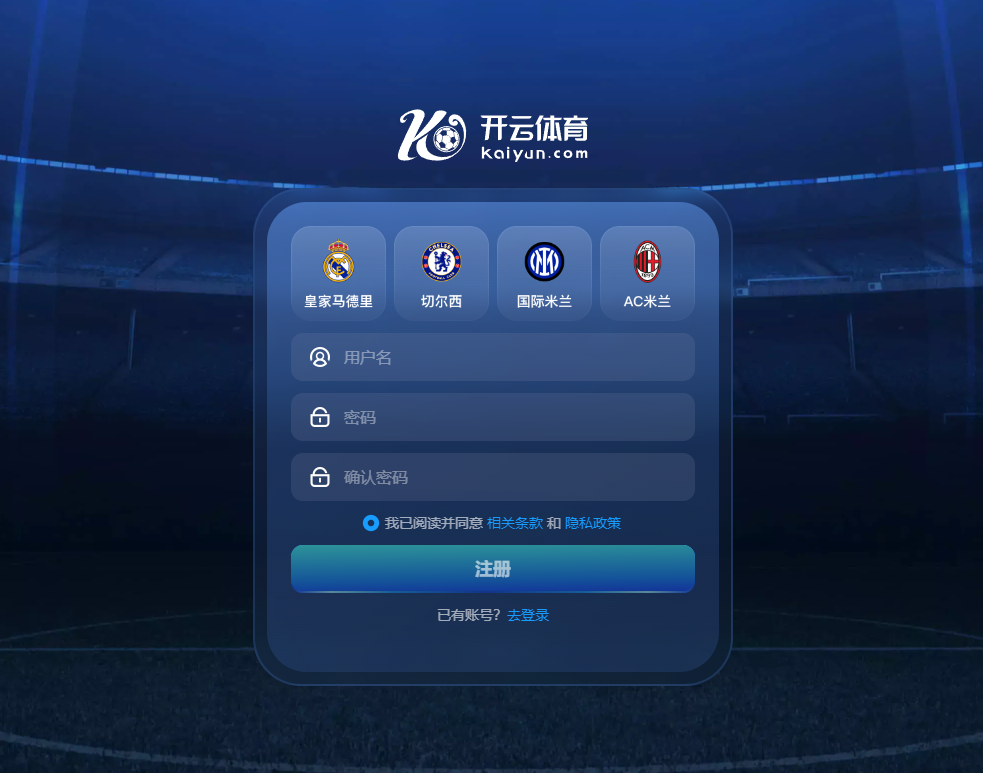 开云体育
kaiyun.com
皇家马德里
切尔西
国际米兰
AC米兰
用户名
密码
确认密码
我已阅读并同意 相关条款 和 隐私政策
注册
已有账号？去登录